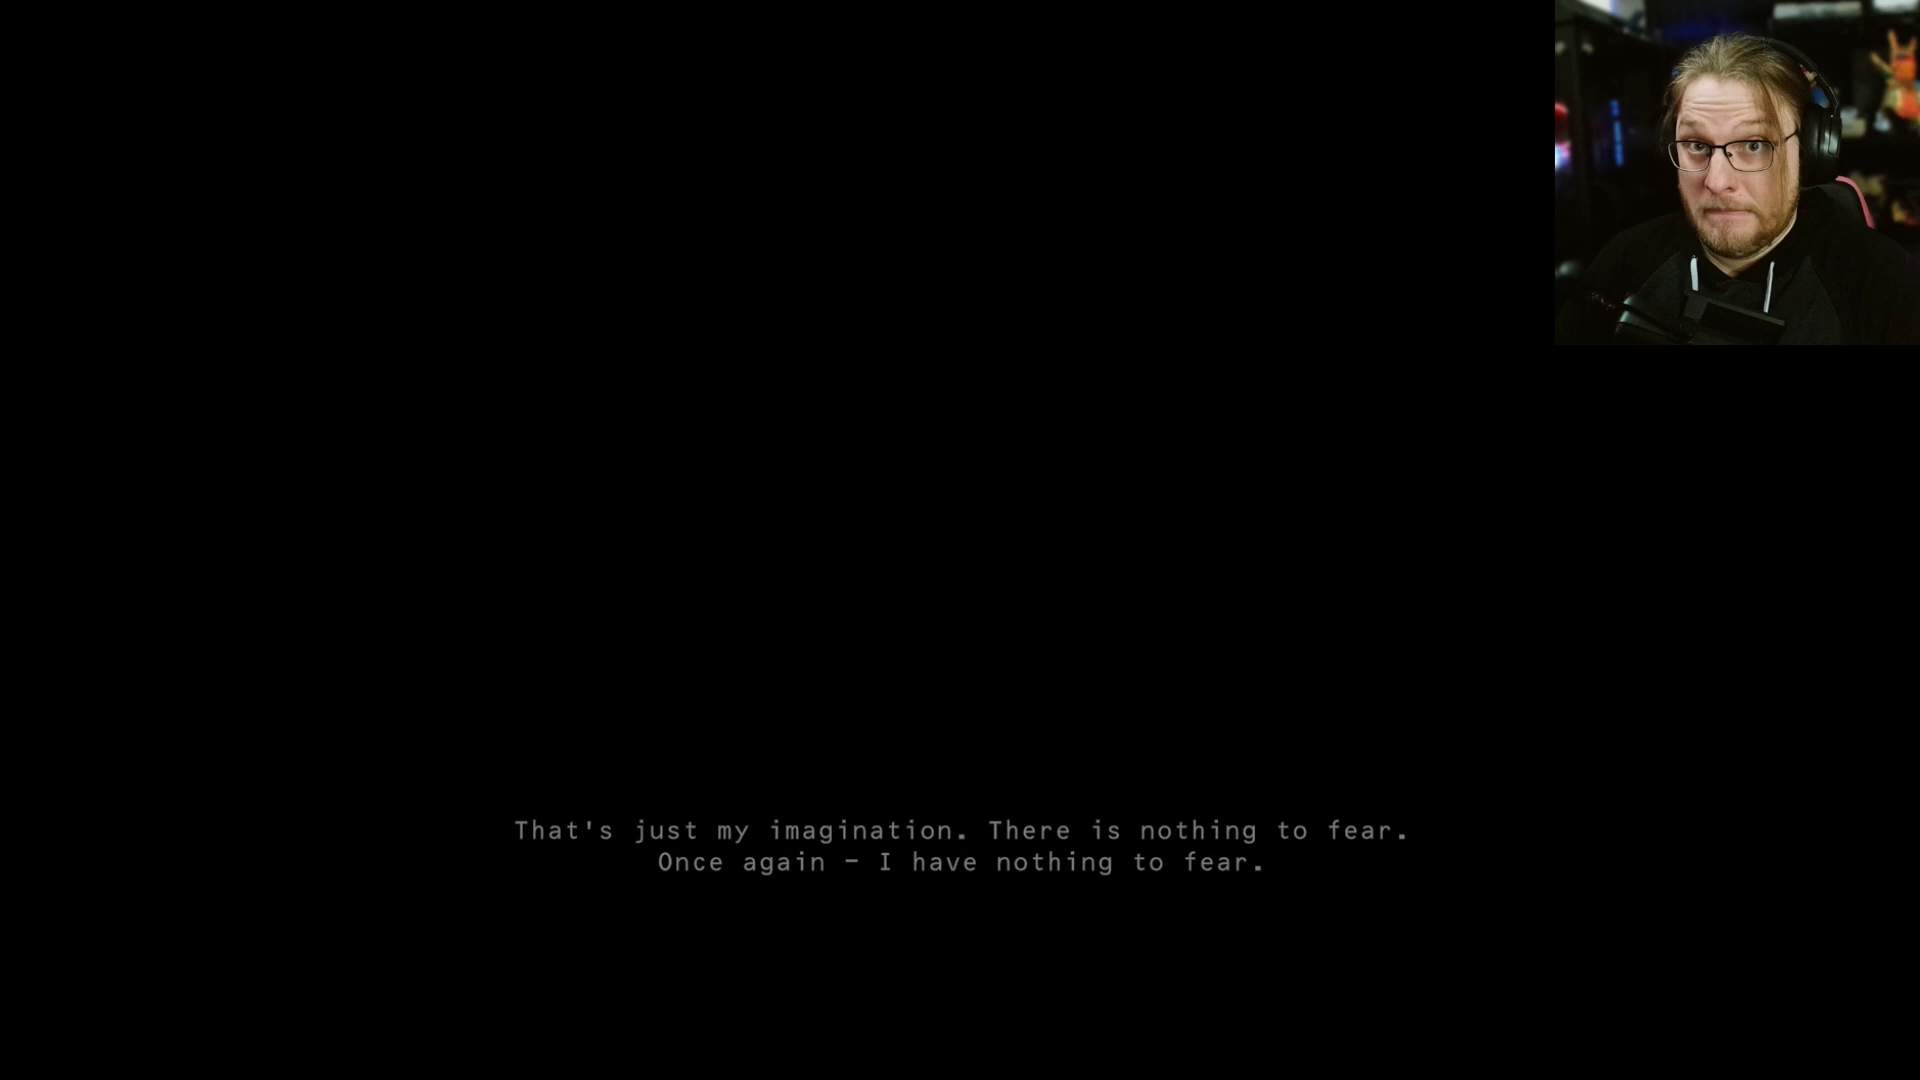 That's just my imagination. There is nothing to fear.
Once again – I have nothing to fear.